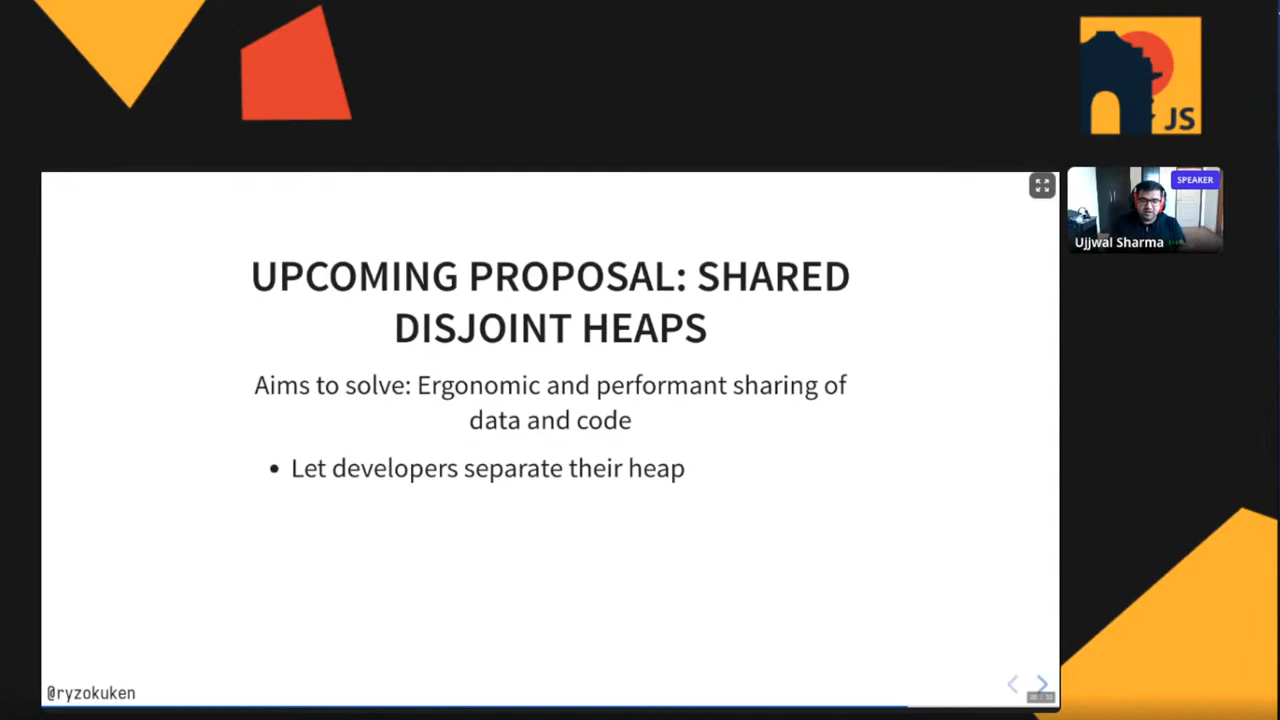 JS
SPEAKER
Ujjwal Sharma
UPCOMING PROPOSAL: SHARED
DISJOINT HEAPS
Aims to solve: Ergonomic and performant sharing of
data and code
• Let developers separate their heap
@ryzokuken